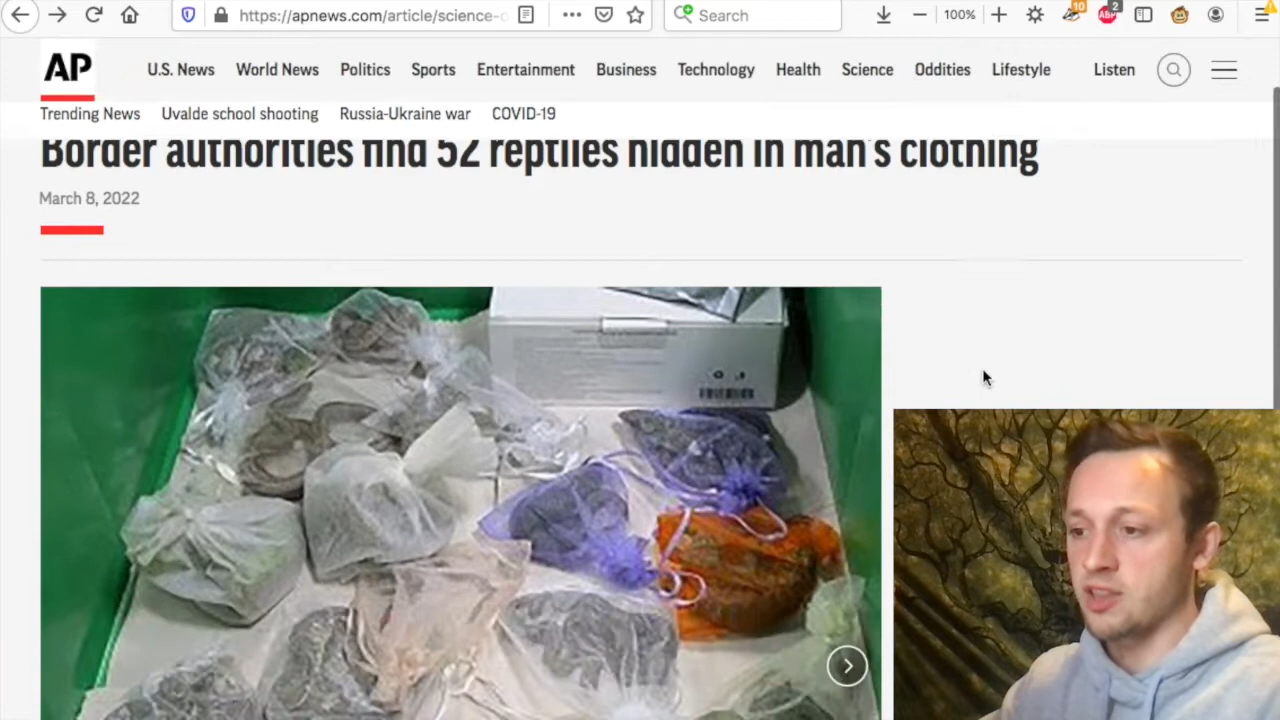 https://apnews.com/article/science-c
Search
100%
10
2
AP
U.S. News World News Politics Sports Entertainment Business Technology Health Science Oddities Lifestyle Listen
Trending News Uvalde school shooting Russia-Ukraine war COVID-19
Border authorities find 52 reptiles hidden in man's clothing
March 8, 2022